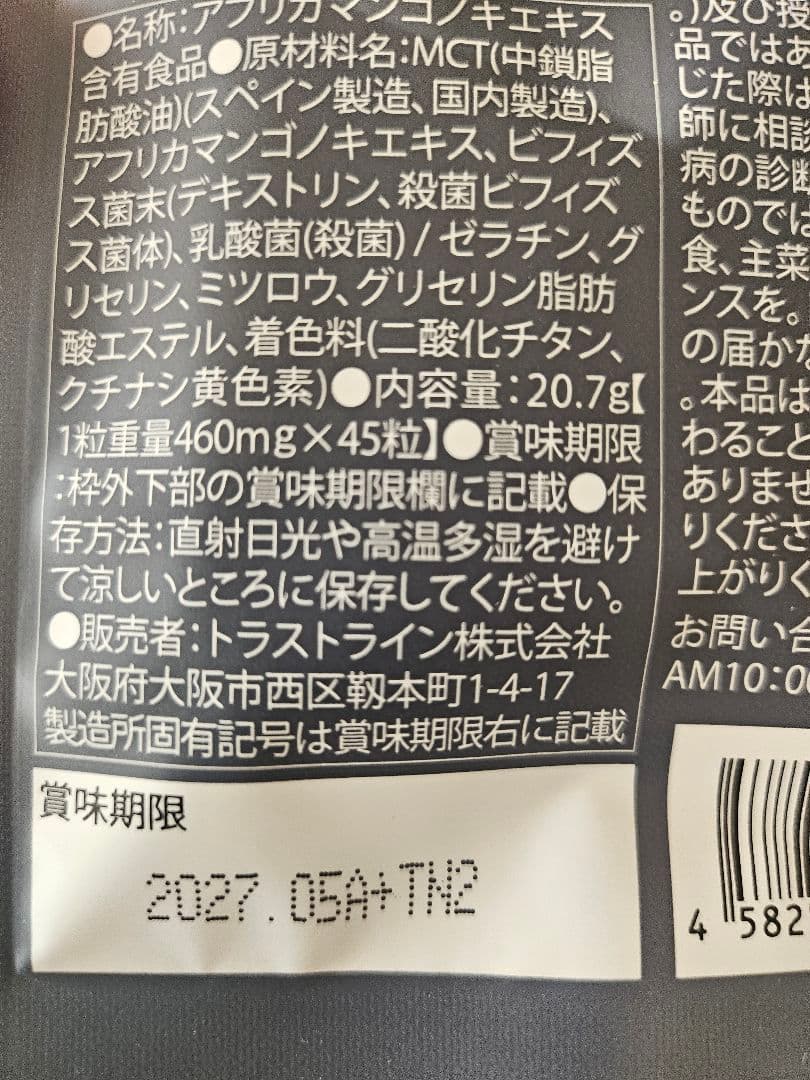 ●名称:アフリカマンゴノキエキス
含有食品●原材料名:MCT(中鎖脂
肪酸油)(スペイン製造、国内製造)、
アフリカマンゴノキエキス、ビフィズ
ス菌末(デキストリン、殺菌ビフィズ
ス菌体)、乳酸菌(殺菌) / ゼラチン、グ
リセリン、ミツロウ、グリセリン脂肪
酸エステル、着色料(二酸化チタン、
クチナシ黄色素)●内容量:20.7g【
1粒重量460mg×45粒】●賞味期限
:枠外下部の賞味期限欄に記載●保
存方法:直射日光や高温多湿を避け
て涼しいところに保存してください。
●販売者:トラストライン株式会社
大阪府大阪市西区靱本町1-4-17
製造所固有記号は賞味期限右に記載
賞味期限
2027.05A+TN2
。)及び授
品ではあ
じた際は
師に相談
病の診断
ものでは
食、主菜
ンスを。
の届かな
。本品は
わること
ありませ
りくださ
上がりく
お問い合
AM10:00
4 582